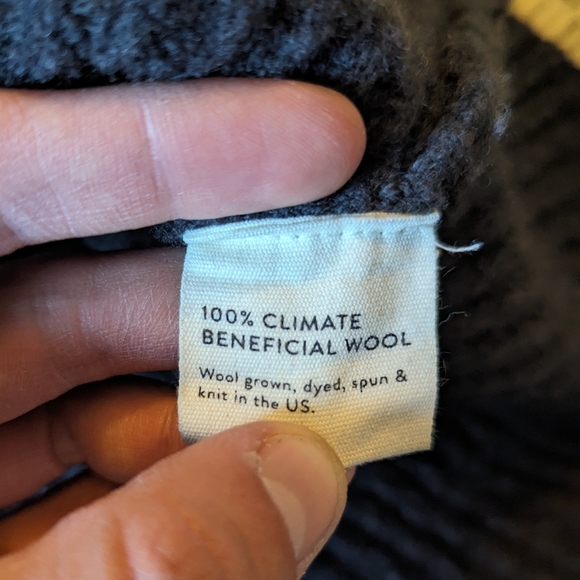 100% CLIMATE
BENEFICIAL WOOL
Wool grown, dyed, spun &
knit in the US.